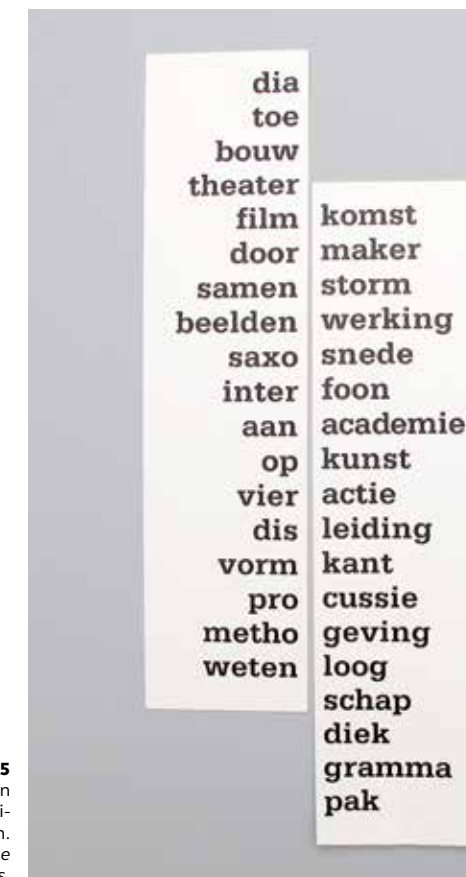 dia
toe
bouw
theater
film
door
samen
beelden
saxo
inter
aan
op
vier
dis
vorm
pro
metho
weten
komst
maker
storm
werking
snede
foon
academie
kunst
actie
leiding
kant
cussie
geving
loog
schap
diek
gramma
pak
5
n
i-
n.
e
s.